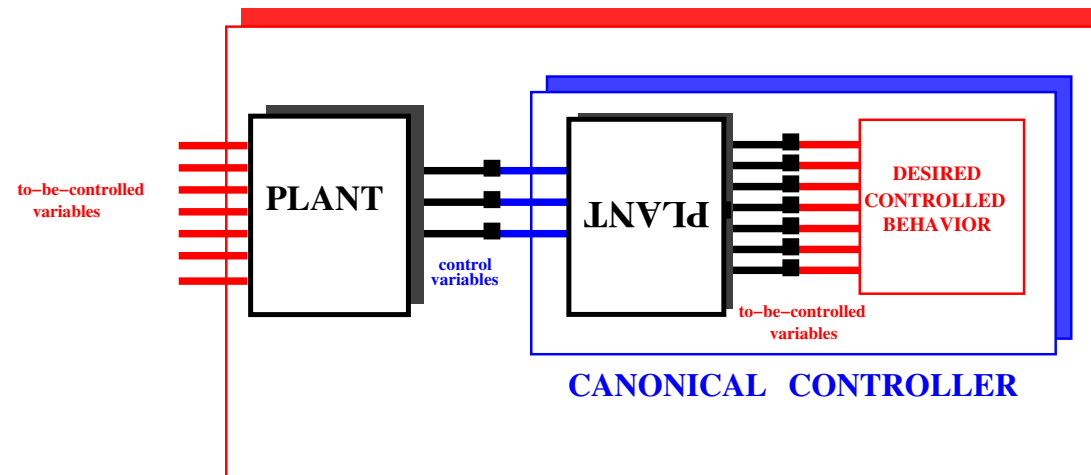 to−be−controlled
variables
PLANT
control
variables
PLANT
to−be−controlled
variables
DESIRED
CONTROLLED
BEHAVIOR
CANONICAL CONTROLLER